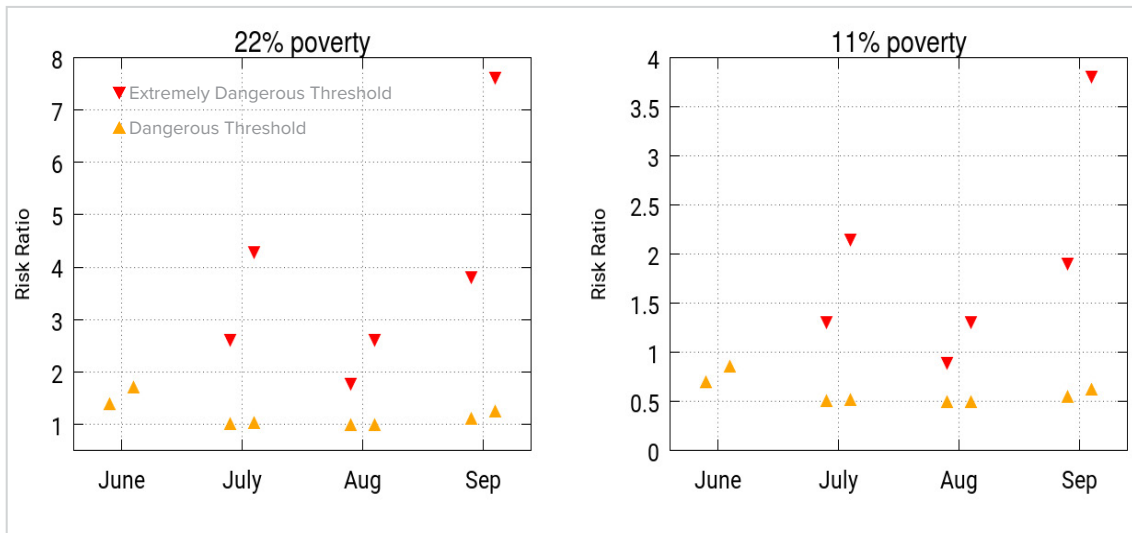 22% poverty
Risk Ratio
8
7
6
5
4
3
2
1
Extremely Dangerous Threshold
Dangerous Threshold
June July Aug Sep
11% poverty
Risk Ratio
4
3.5
3
2.5
2
1.5
1
0.5
0
June July Aug Sep